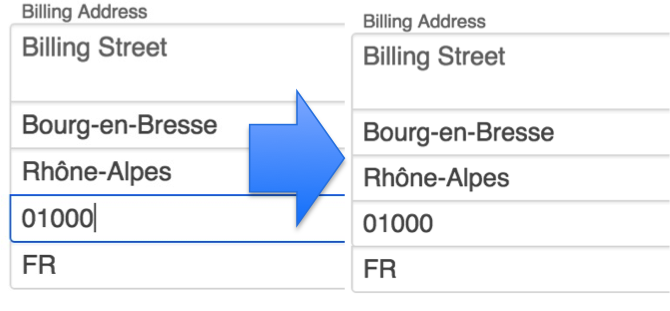 Billing Address
Billing Street
Bourg-en-Bresse
Rhône-Alpes
01000
FR
Billing Address
Billing Street
Bourg-en-Bresse
Rhône-Alpes
01000
FR